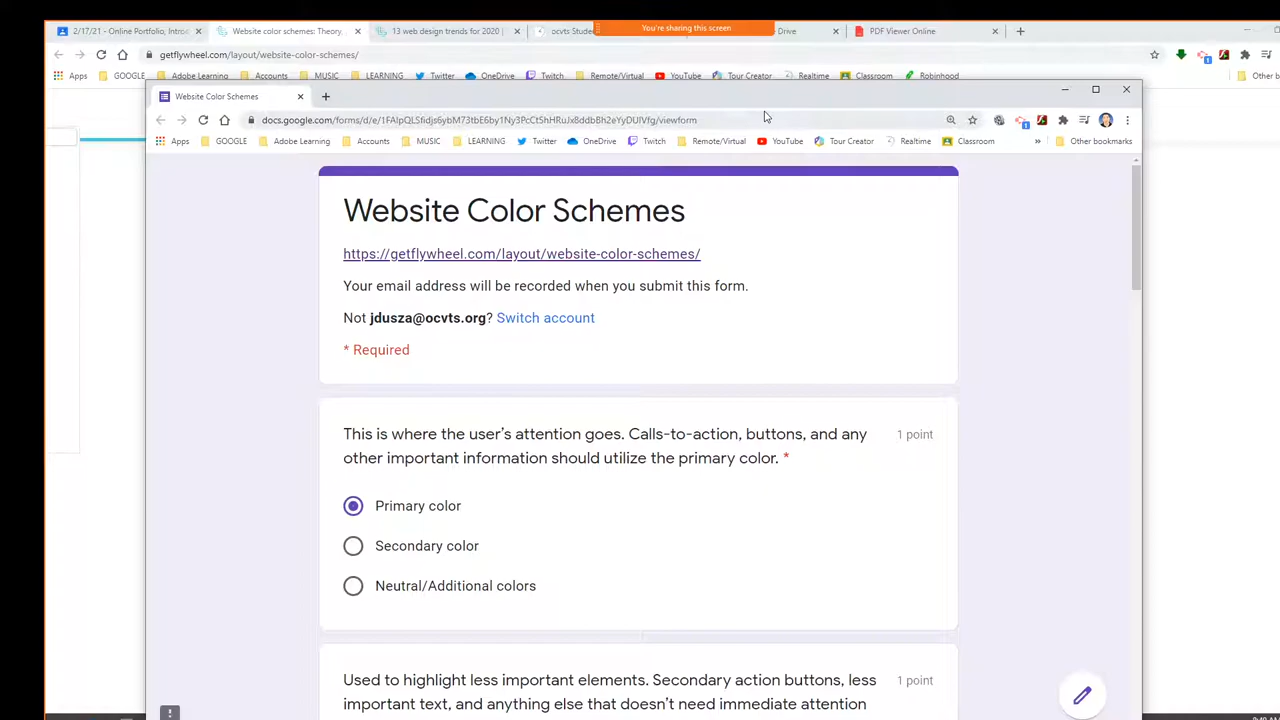 2/17/21 - Online Portfolio, Intro
Website color schemes: Theory,
13 web design trends for 2020 |
ocvts Stude
You're sharing this screen
Drive
PDF Viewer Online
getflywheel.com/layout/website-color-schemes/
Apps GOOGLE Adobe Learning Accounts MUSIC LEARNING Twitter OneDrive Twitch Remote/Virtual YouTube Tour Creator Realtime Classroom Robinhood Other b
Website Color Schemes
docs.google.com/forms/d/e/1FAIpQLSfidjs6ybM73tbE6by1Ny3PcCt5hHRuJx8ddbBh2eYyDUIVfg/viewform
Apps GOOGLE Adobe Learning Accounts MUSIC LEARNING Twitter OneDrive Twitch Remote/Virtual YouTube Tour Creator Realtime Classroom » Other bookmarks
Website Color Schemes
https://getflywheel.com/layout/website-color-schemes/
Your email address will be recorded when you submit this form.
Not jdusza@ocvts.org? Switch account
* Required
This is where the user's attention goes. Calls-to-action, buttons, and any 1 point
other important information should utilize the primary color. *
Primary color
Secondary color
Neutral/Additional colors
Used to highlight less important elements. Secondary action buttons, less 1 point
important text, and anything else that doesn't need immediate attention